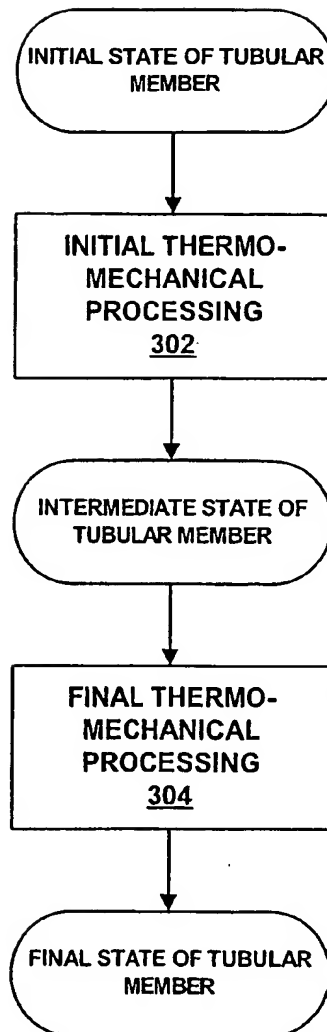 INITIAL STATE OF TUBULAR
MEMBER
INITIAL THERMO-
MECHANICAL
PROCESSING
302
INTERMEDIATE STATE OF
TUBULAR MEMBER
FINAL THERMO-
MECHANICAL
PROCESSING
304
FINAL STATE OF TUBULAR
MEMBER